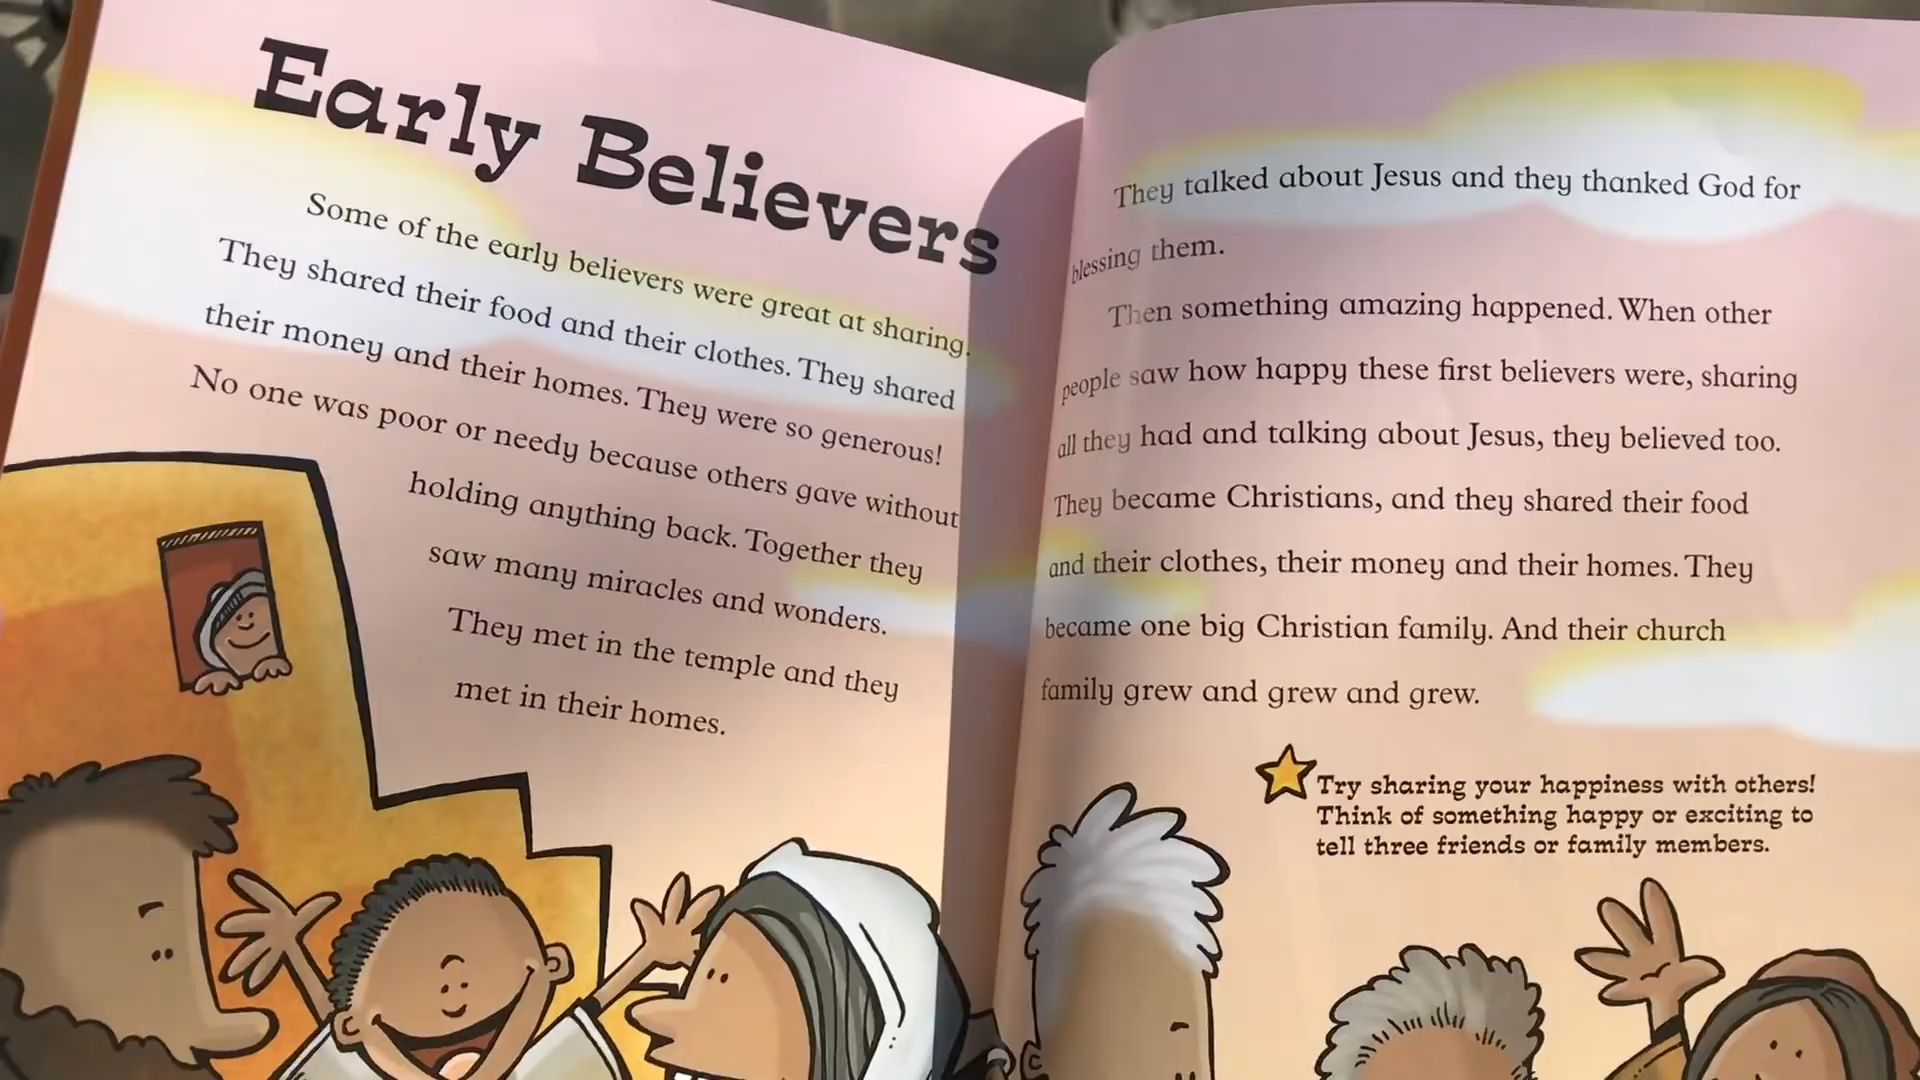 Early Believers
Some of the early believers were great at sharing.
They shared their food and their clothes. They shared
their money and their homes. They were so generous!
No one was poor or needy because others gave without
holding anything back. Together they
saw many miracles and wonders.
They met in the temple and they
met in their homes.
They talked about Jesus and they thanked God for
blessing them.
Then something amazing happened. When other
people saw how happy these first believers were, sharing
all they had and talking about Jesus, they believed too.
They became Christians, and they shared their food
and their clothes, their money and their homes. They
became one big Christian family. And their church
family grew and grew and grew.
Try sharing your happiness with others!
Think of something happy or exciting to
tell three friends or family members.